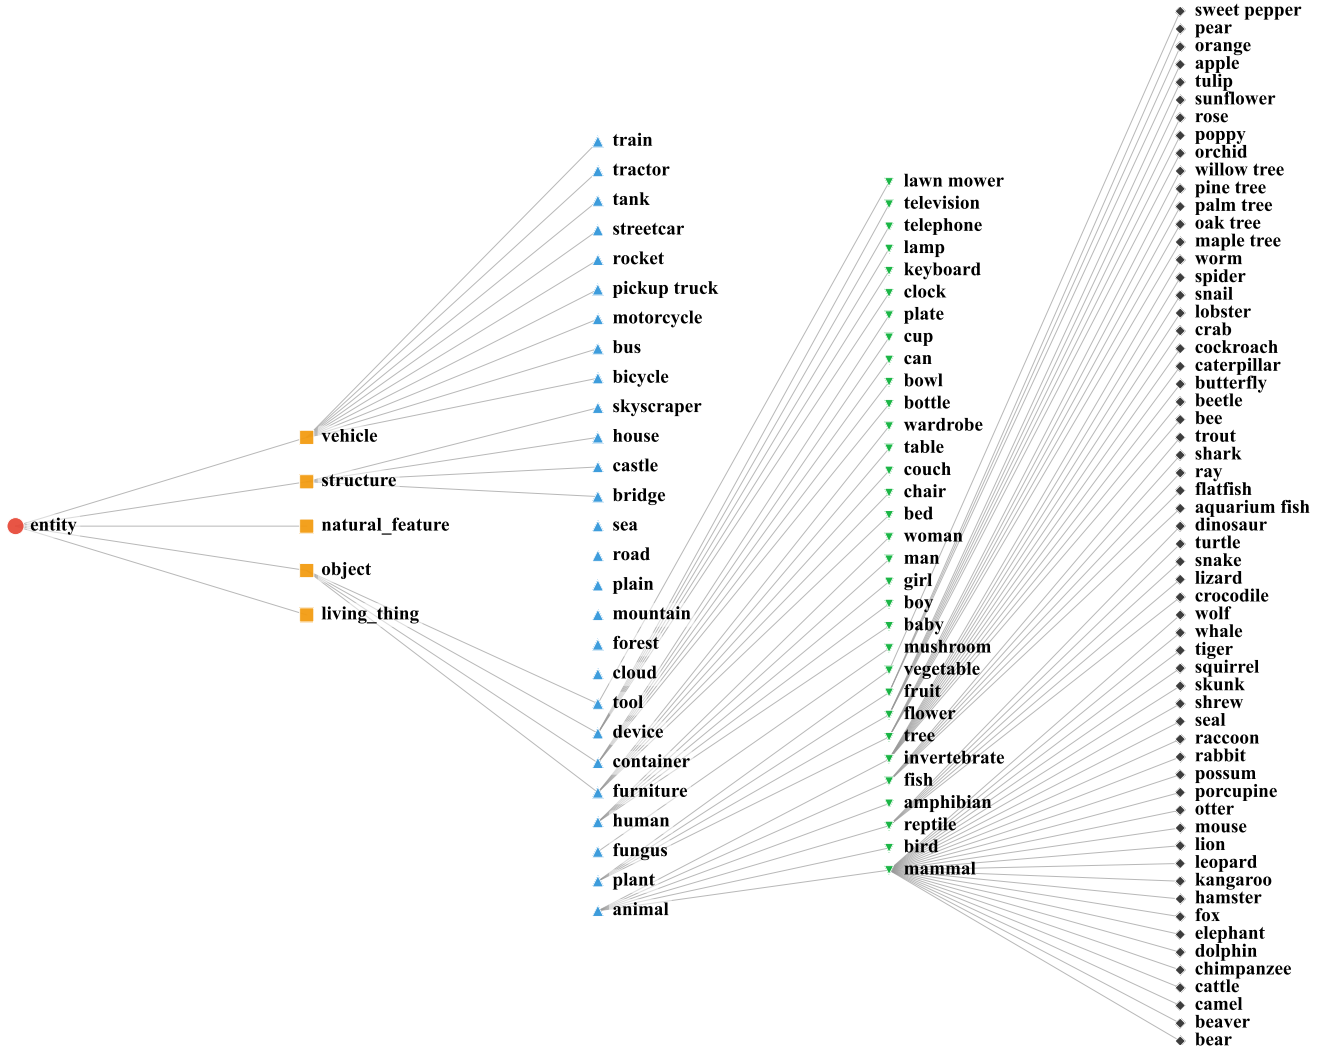 entity
vehicle
structure
natural_feature
object
living_thing
train
tractor
tank
streetcar
rocket
pickup truck
motorcycle
bus
bicycle
skyscraper
house
castle
bridge
sea
road
plain
mountain
forest
cloud
tool
device
container
furniture
human
fungus
plant
animal
lawn mower
television
telephone
lamp
keyboard
clock
plate
cup
can
bowl
bottle
wardrobe
table
couch
chair
bed
woman
man
girl
boy
baby
mushroom
vegetable
fruit
flower
tree
invertebrate
fish
amphibian
reptile
bird
mammal
sweet pepper
pear
orange
apple
tulip
sunflower
rose
poppy
orchid
willow tree
pine tree
palm tree
oak tree
maple tree
worm
spider
snail
lobster
crab
cockroach
caterpillar
butterfly
beetle
bee
trout
shark
ray
flatfish
aquarium fish
dinosaur
turtle
snake
lizard
crocodile
wolf
whale
tiger
squirrel
skunk
shrew
seal
raccoon
rabbit
possum
porcupine
otter
mouse
lion
leopard
kangaroo
hamster
fox
elephant
dolphin
chimpanzee
cattle
camel
beaver
bear